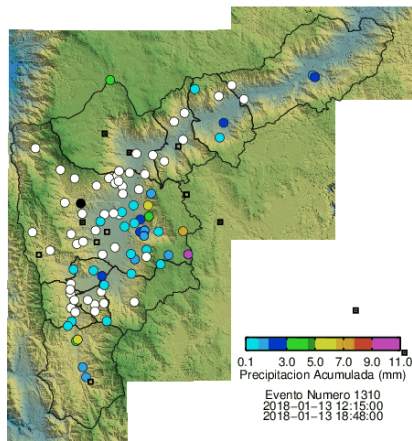 0.1 3.0 5.0 7.0 9.0 11.0
Precipitacion Acumulada (mm)
Evento Numero 1310
2018-01-13 12:15:00
2018-01-13 18:48:00